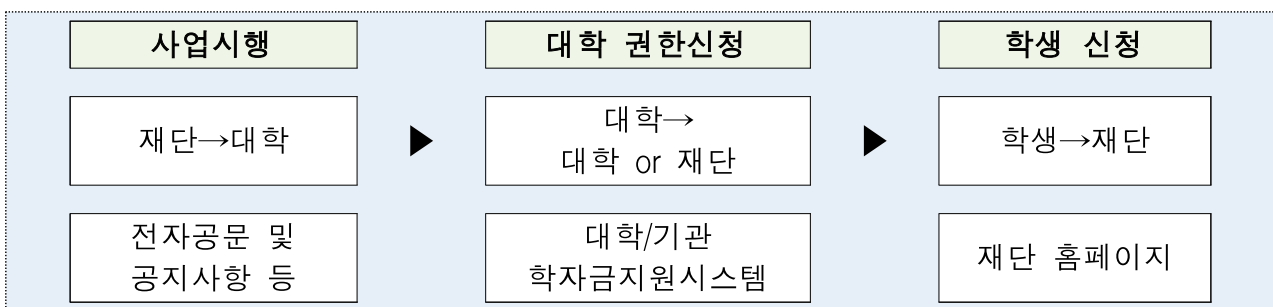 사업시행
대학 권한신청
학생 신청
재단→대학
▶
대학→
대학 or 재단
▶
학생→재단
전자공문 및
공지사항 등
대학/기관
학자금지원시스템
재단 홈페이지